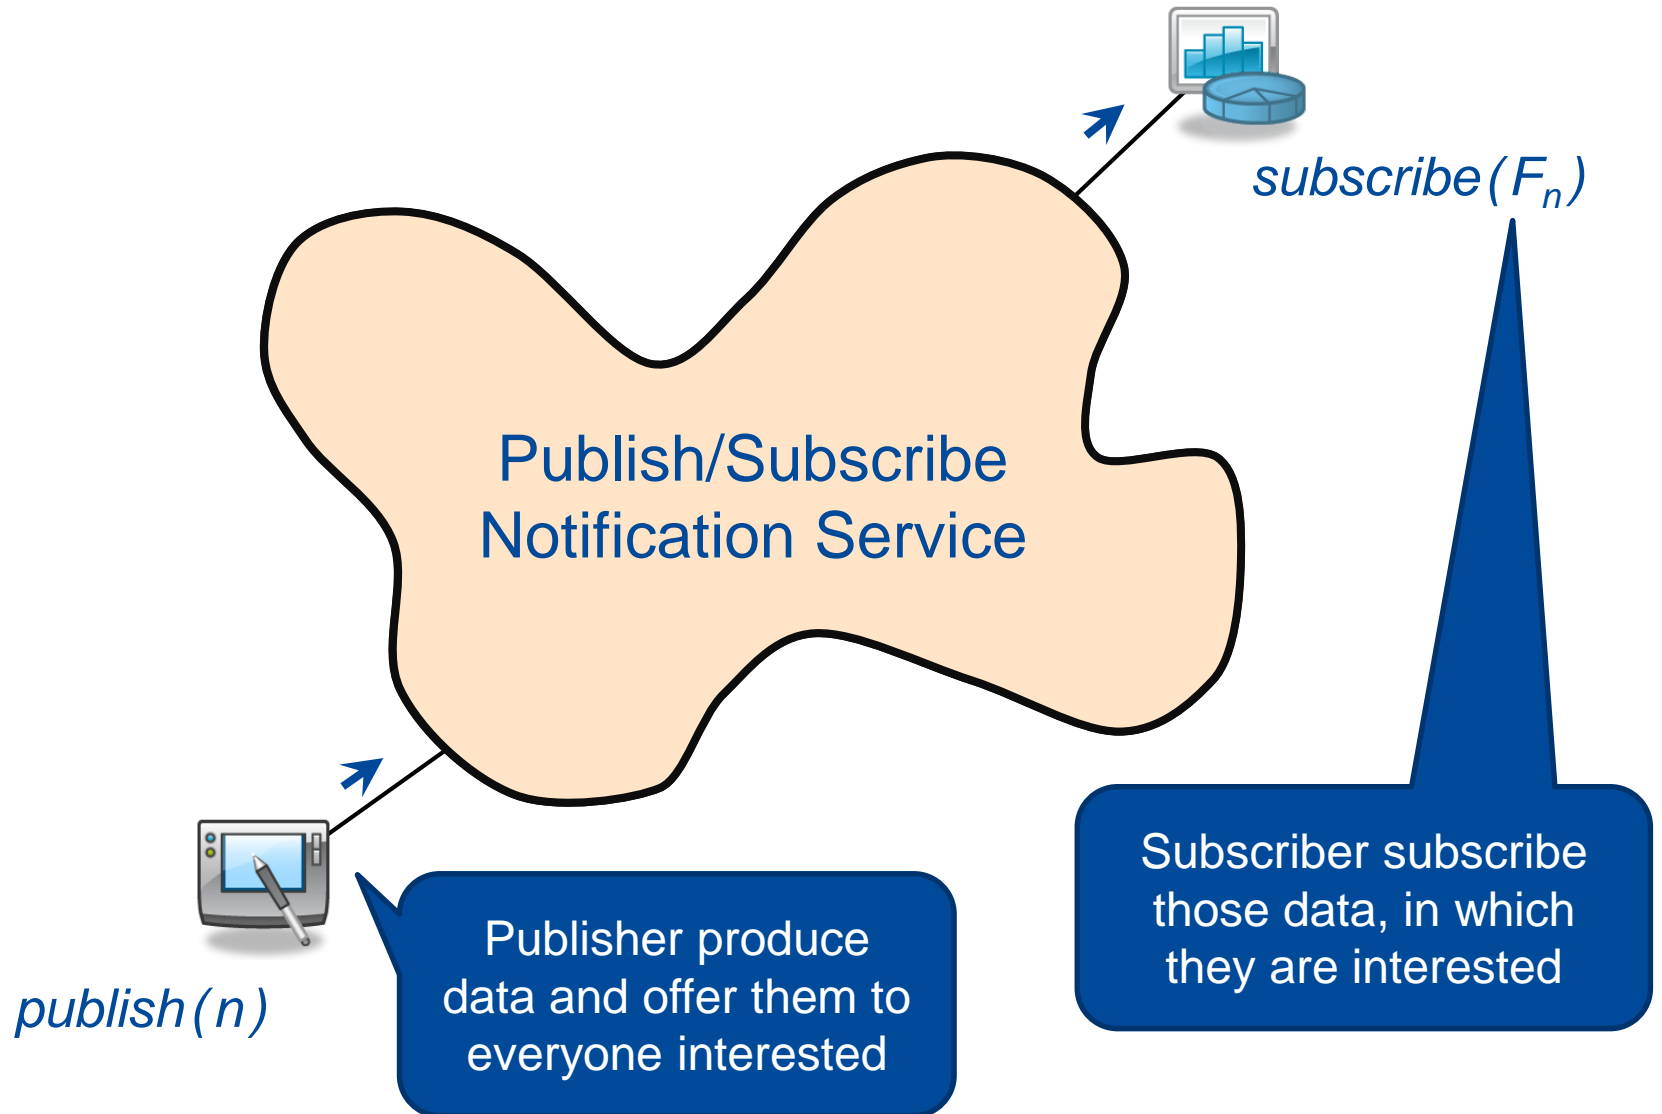 subscribe(Fn)
Publish/Subscribe
Notification Service
Subscriber subscribe
those data, in which
they are interested
Publisher produce
data and offer them to
everyone interested
publish(n)